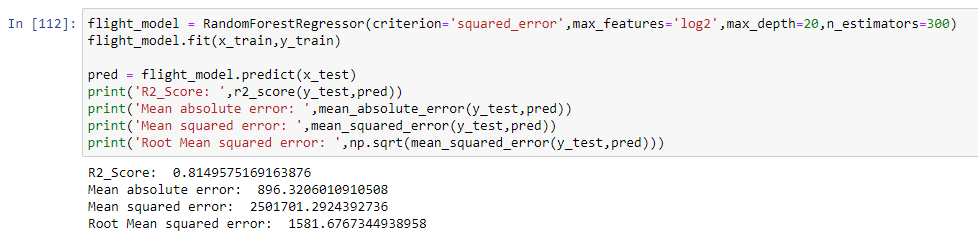 In [112]: flight_model = RandomForestRegressor(criterion='squared_error',max_features='log2',max_depth=20,n_estimators=300)
flight_model.fit(x_train,y_train)
pred = flight_model.predict(x_test)
print('R2_Score: ',r2_score(y_test,pred))
print('Mean absolute error: ',mean_absolute_error(y_test,pred))
print('Mean squared error: ',mean_squared_error(y_test,pred))
print('Root Mean squared error: ',np.sqrt(mean_squared_error(y_test,pred)))
R2_Score:  0.8149575169163876
Mean absolute error:  896.3206010910508
Mean squared error:  2501701.2924392736
Root Mean squared error:  1581.6767344938958